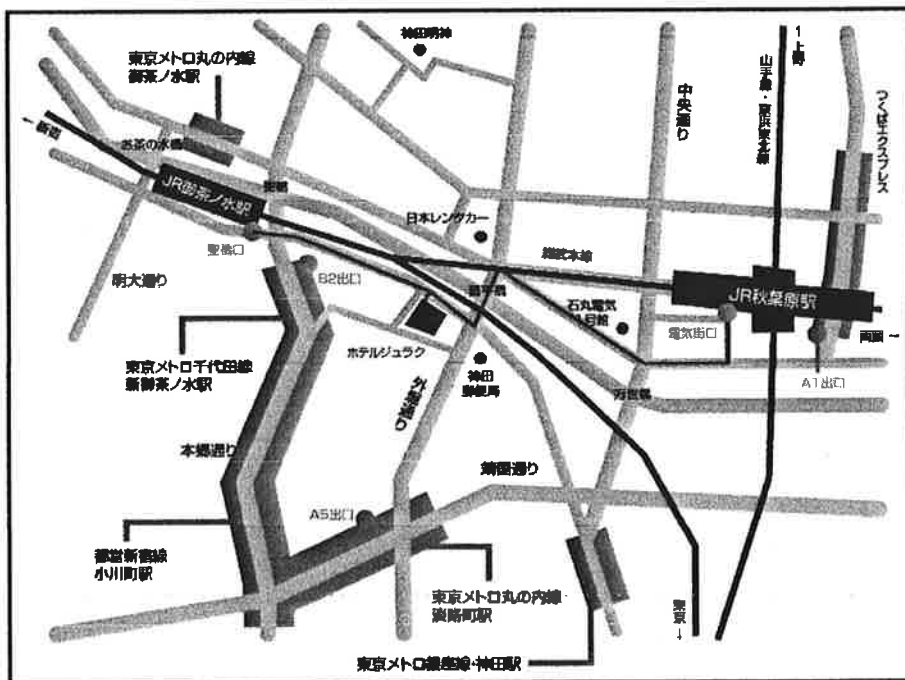 神田明神
東京メトロ丸の内線
御茶ノ水駅
↑上野
山手線・京浜東北線
つくばエクスプレス
中央通り
←新宿
お茶の水橋
JR御茶ノ水駅
聖橋
日本レンタカー
聖橋口
総武本線
明大通り
B2出口
昌平橋
石丸電気
JR秋葉原駅
電気街口
両国→
ホテルジュラク
東京メトロ千代田線
新御茶ノ水駅
神田
郵便局
A1出口
万世橋
外堀通り
本郷通り
靖国通り
A5出口
都営新宿線
小川町駅
東京メトロ丸の内線
淡路町駅
東京↓
東京メトロ銀座線・神田駅